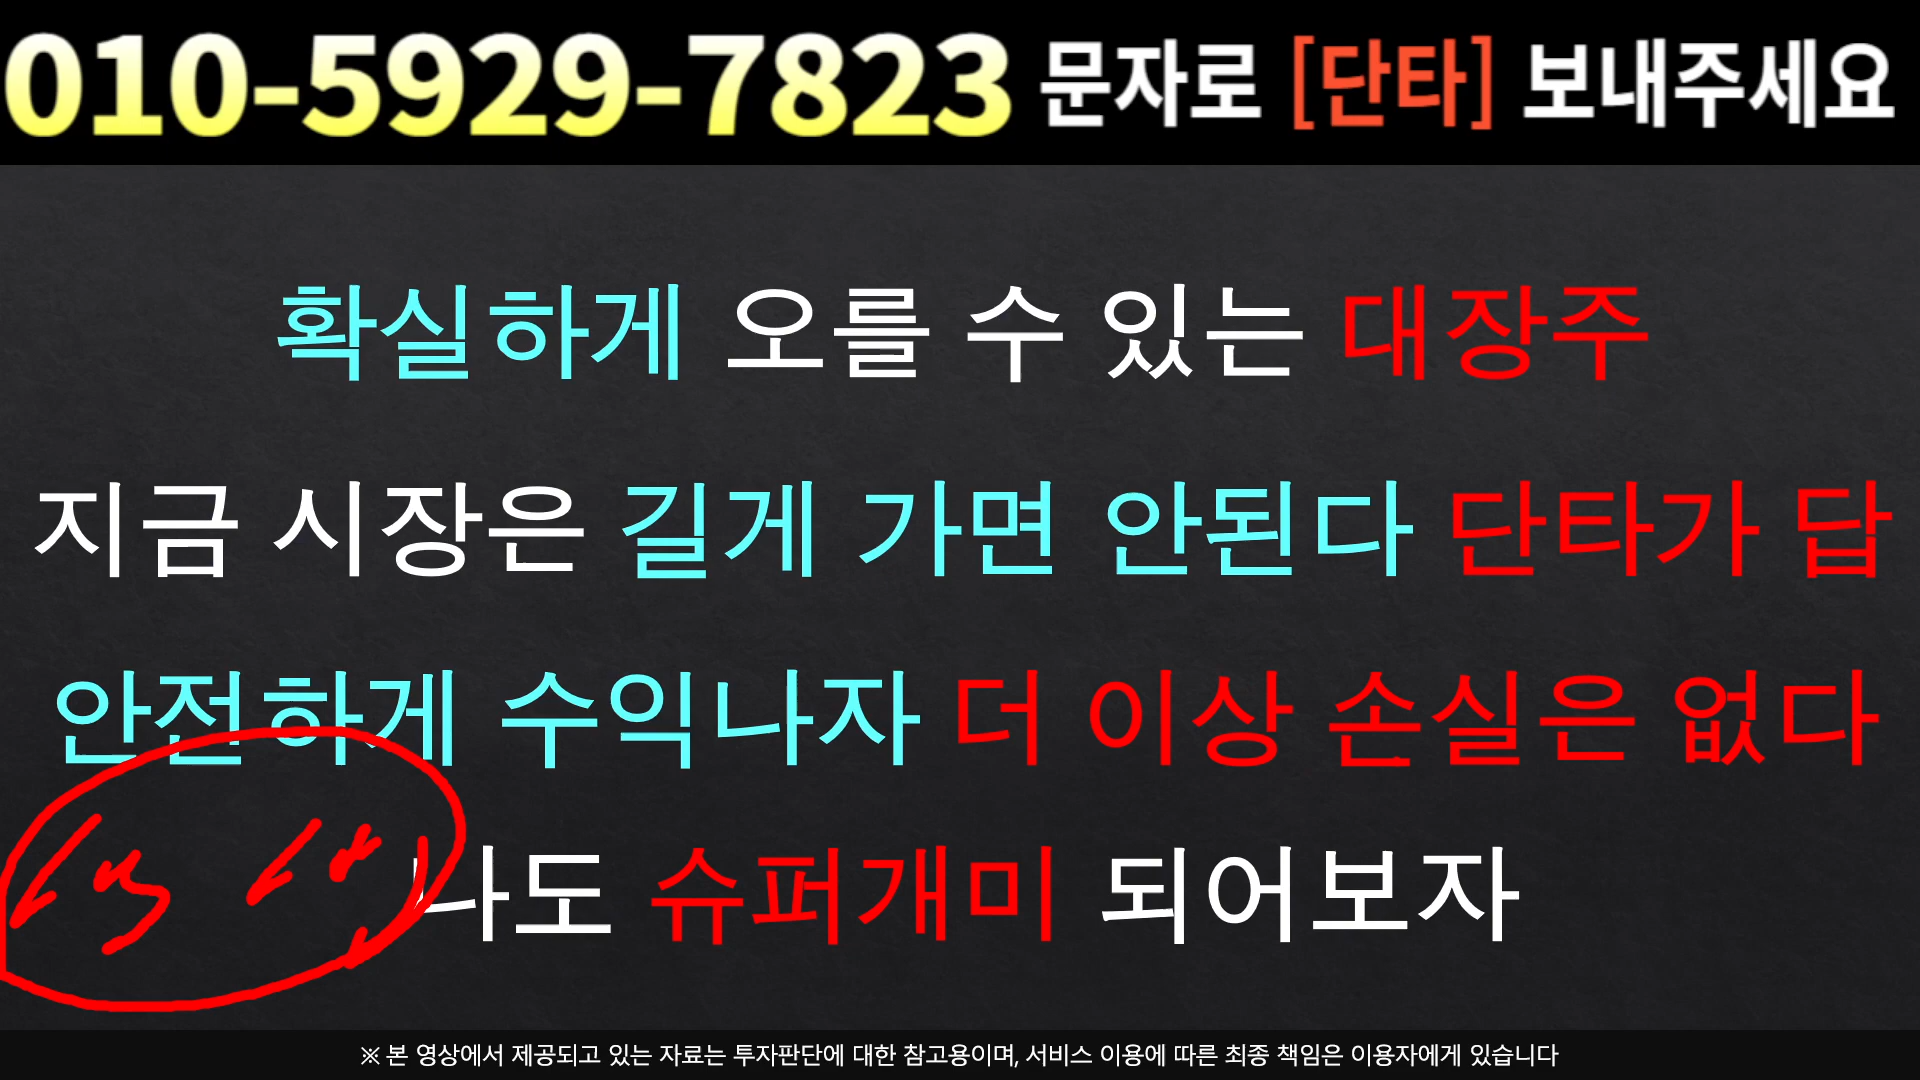 010-5929-7823 문자로 [단타] 보내주세요
확실하게 오를 수 있는 대장주
지금 시장은 길게 가면 안된다 단타가 답
안전하게 수익나자 더 이상 손실은 없다
나도 슈퍼개미 되어보자
※ 본 영상에서 제공되고 있는 자료는 투자판단에 대한 참고용이며, 서비스 이용에 따른 최종 책임은 이용자에게 있습니다